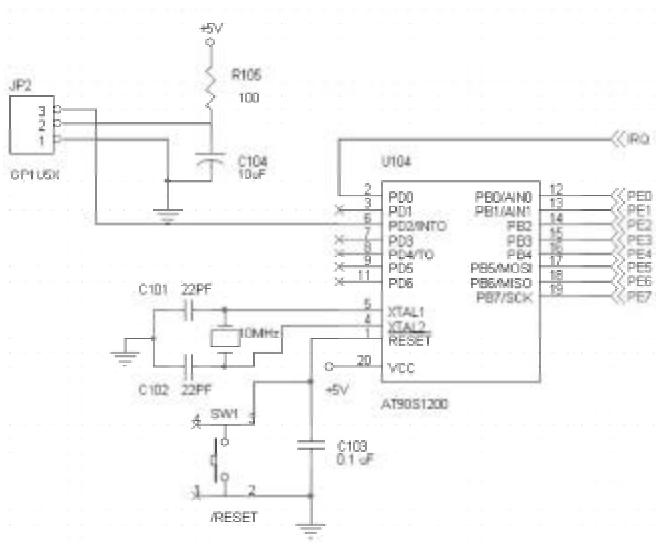 +5V
R105
100
JP2
3
2
1
GP1U5X
C104
10uF
IRQ
U104
2 PD0
3 PD1
6 PD2/INT0
7 PD3
8 PD4/TO
9 PD5
11 PD6
5 XTAL1
4 XTAL2
1 RESET
20 VCC
PB0/AIN0 12 PE0
PB1/AIN1 13 PE1
PB2 14 PE2
PB3 15 PE3
PB4 16 PE4
PB5/MOSI 17 PE5
PB6/MISO 18 PE6
PB7/SCK 19 PE7
AT90S1200
C101 22PF
10MHz
C102 22PF
+5V
SW1
4 3
1 2
/RESET
C103
0.1 uF